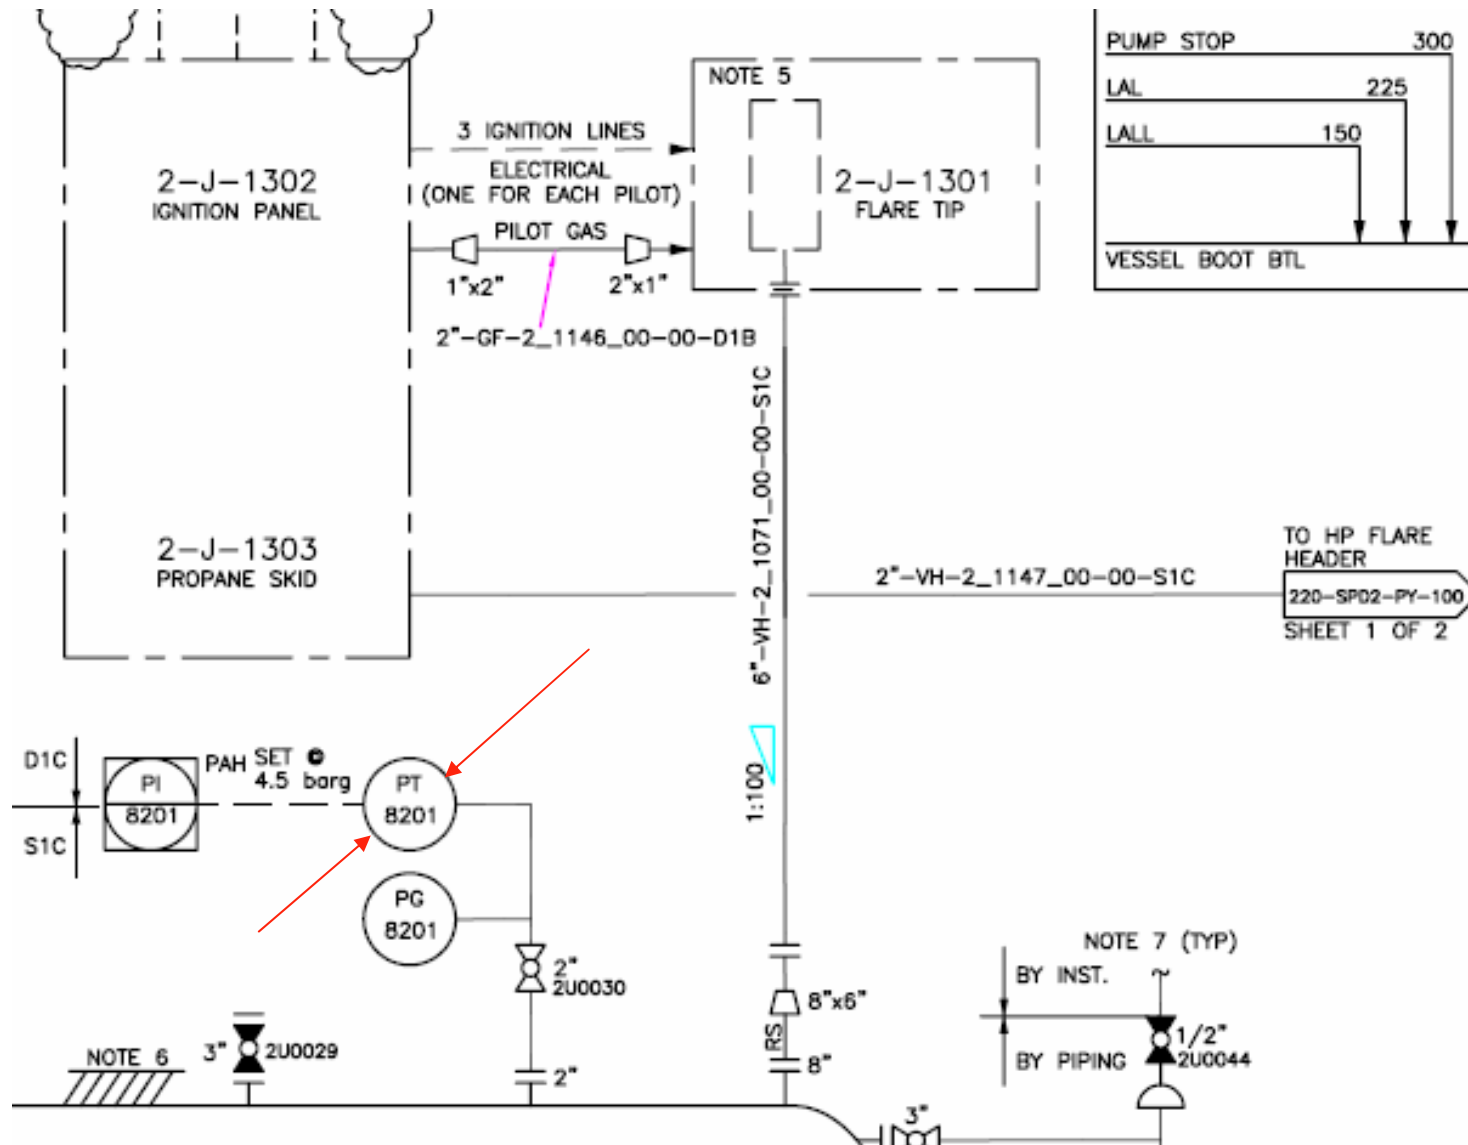 PUMP STOP 300
LAL 225
LALL 150
VESSEL BOOT BTL
NOTE 5
3 IGNITION LINES
ELECTRICAL
(ONE FOR EACH PILOT)
2-J-1302
IGNITION PANEL
2-J-1301
FLARE TIP
PILOT GAS
1"x2"
2"x1"
2"-GF-2_1146_00-00-D1B
6"-VH-2_1071_00-00-S1C
2-J-1303
PROPANE SKID
2"-VH-2_1147_00-00-S1C
TO HP FLARE
HEADER
220-SPD2-PY-100
SHEET 1 OF 2
D1C
S1C
PI
8201
PAH
SET @
4.5 barg
PT
8201
PG
8201
1:100
2"
2U0030
3"
2U0029
NOTE 6
2"
8"x6"
RS
8"
NOTE 7 (TYP)
BY INST.
BY PIPING
1/2"
2U0044
3"